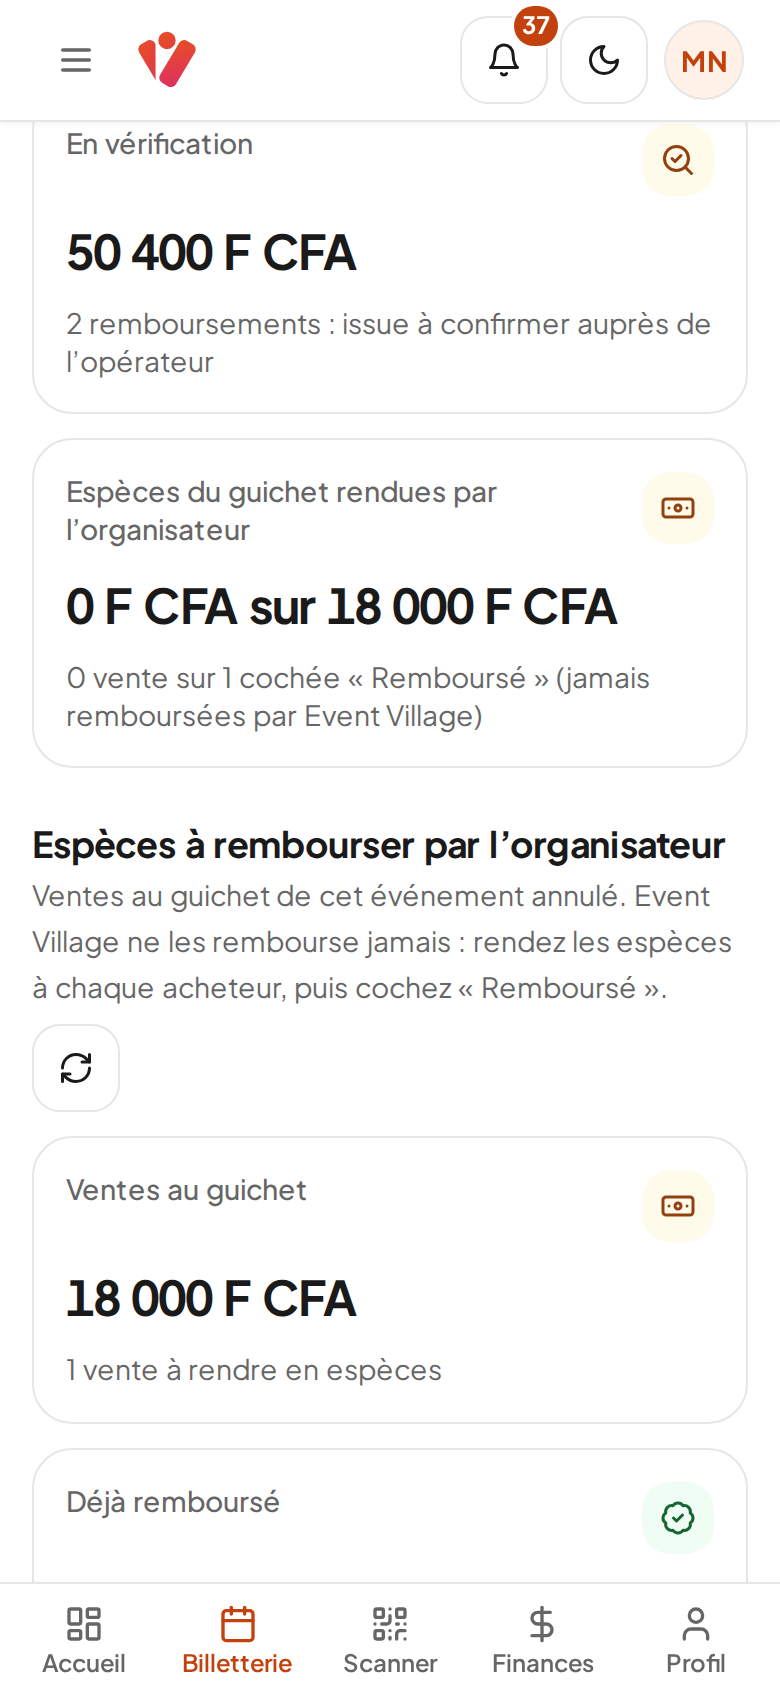 37
MN
En vérification
50 400 F CFA
2 remboursements : issue à confirmer auprès de
l’opérateur
Espèces du guichet rendues par
l’organisateur
0 F CFA sur 18 000 F CFA
0 vente sur 1 cochée « Remboursé » (jamais
remboursées par Event Village)
Espèces à rembourser par l’organisateur
Ventes au guichet de cet événement annulé. Event
Village ne les rembourse jamais : rendez les espèces
à chaque acheteur, puis cochez « Remboursé ».
Ventes au guichet
18 000 F CFA
1 vente à rendre en espèces
Déjà remboursé
Accueil
Billetterie
Scanner
Finances
Profil